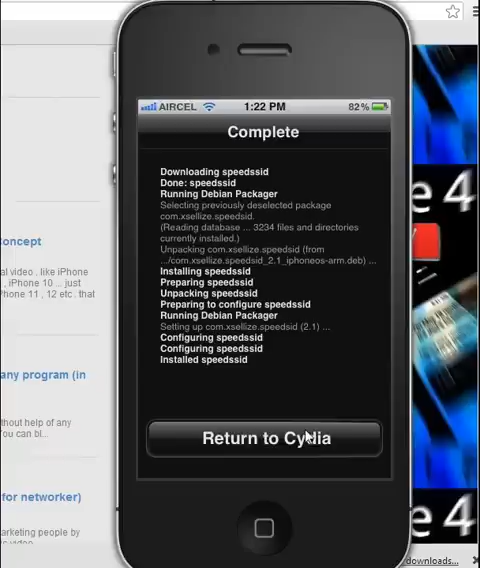 AIRCEL
1:22 PM
82%
Complete
Downloading speedssid
Done: speedssid
Running Debian Packager
Selecting previously deselected package
com.xsellize.speedsid.
(Reading database ... 3234 files and directories
currently installed.)
Unpacking com.xsellize.speedsid (from
.../com.xsellize.speedsid_2.1_iphoneos-arm.deb) ...
Installing speedssid
Preparing speedssid
Unpacking speedssid
Preparing to configure speedssid
Running Debian Packager
Setting up com.xsellize.speedsid (2.1) ...
Configuring speedssid
Configuring speedssid
Installed speedssid
Return to Cydia
oncept
al video . like iPhone
, iPhone 10 ... just
Phone 11 , 12 etc . that
any program (in
thout help of any
You can bl...
for networker)
arketing people by
e 4
e 4
downloads...